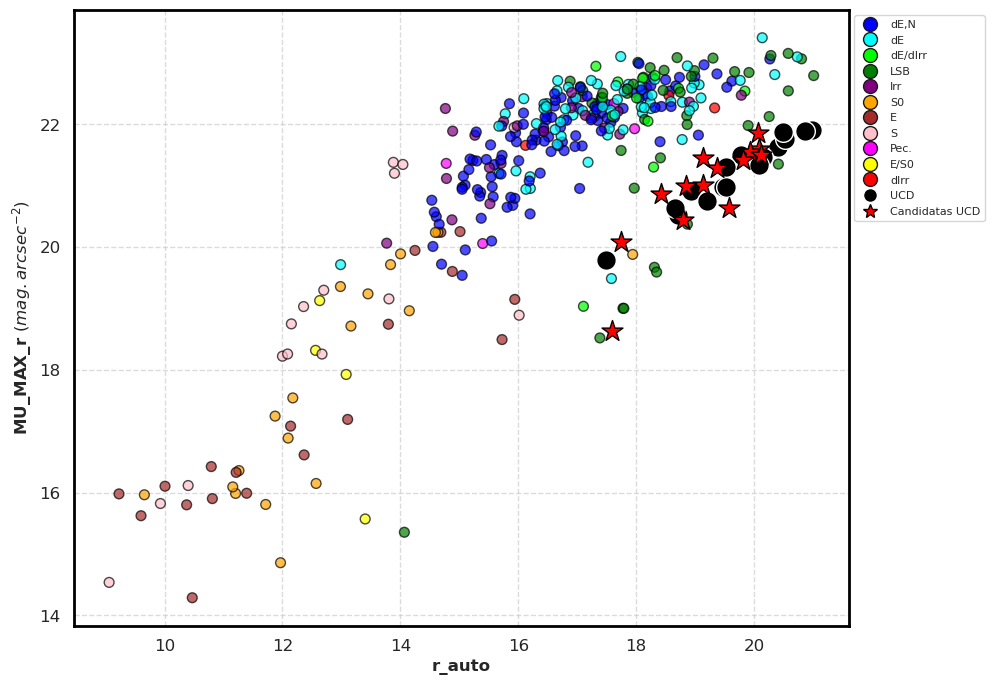 MU_MAX_r (mag. arcsec⁻²)
22
20
18
16
14
10
12
14
16
18
20
r_auto
dE,N
dE
dE/dIrr
LSB
Irr
S0
E
S
Pec.
E/S0
dIrr
UCD
Candidatas UCD